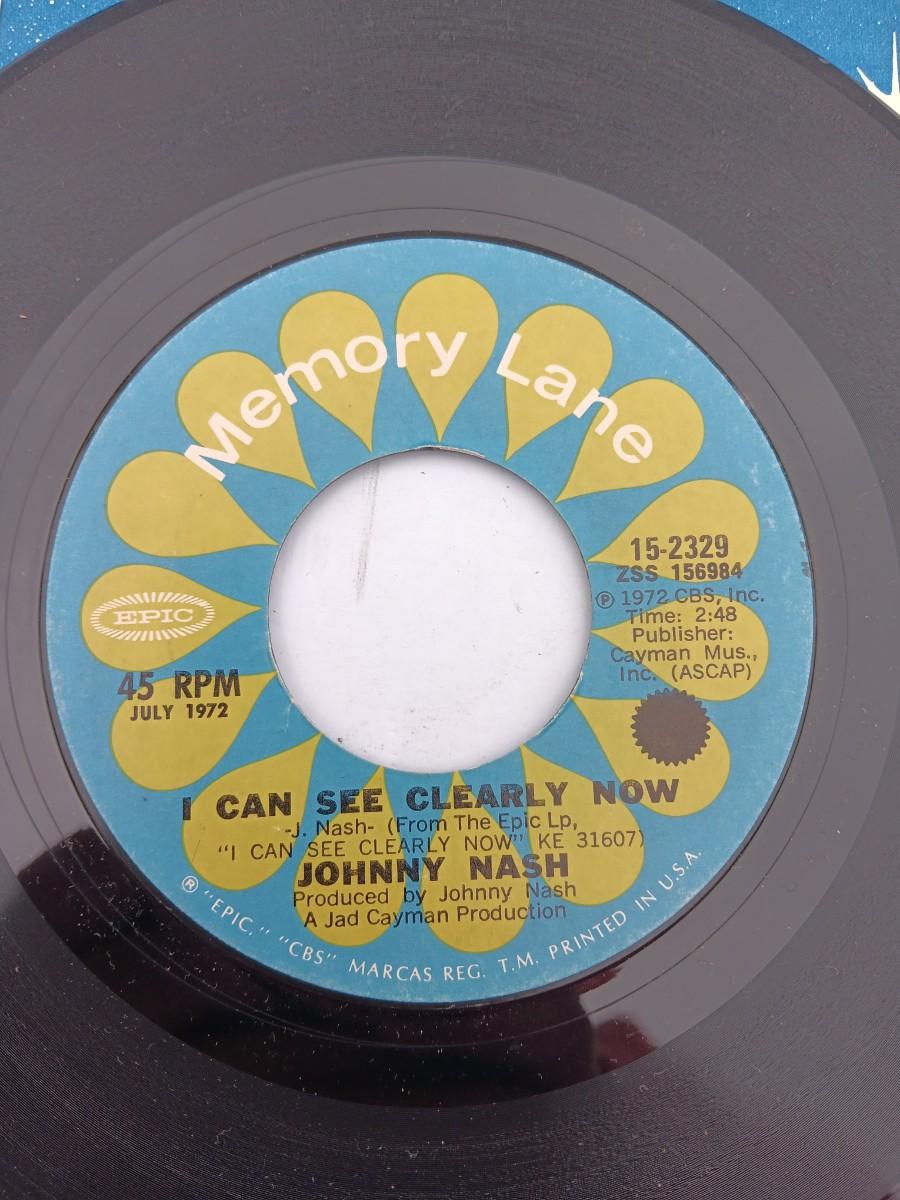 Memory Lane
EPIC
45 RPM
JULY 1972
15-2329
ZSS 156984
Ⓟ 1972 CBS, Inc.
Time: 2:48
Publisher:
Cayman Mus.,
Inc. (ASCAP)
I CAN SEE CLEARLY NOW
-J. Nash- (From The Epic Lp,
"I CAN SEE CLEARLY NOW" KE 31607)
JOHNNY NASH
Produced by Johnny Nash
A Jad Cayman Production
® "EPIC," "CBS" MARCAS REG. T.M. PRINTED IN U.S.A.